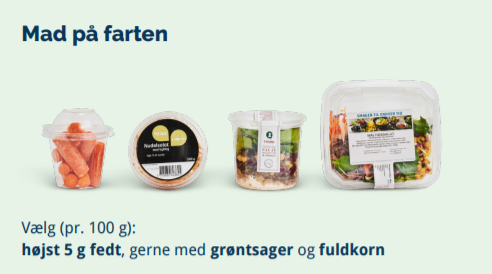 Mad på farten
Nudelsalat
Vælg (pr. 100 g):
højst 5 g fedt, gerne med grøntsager og fuldkorn